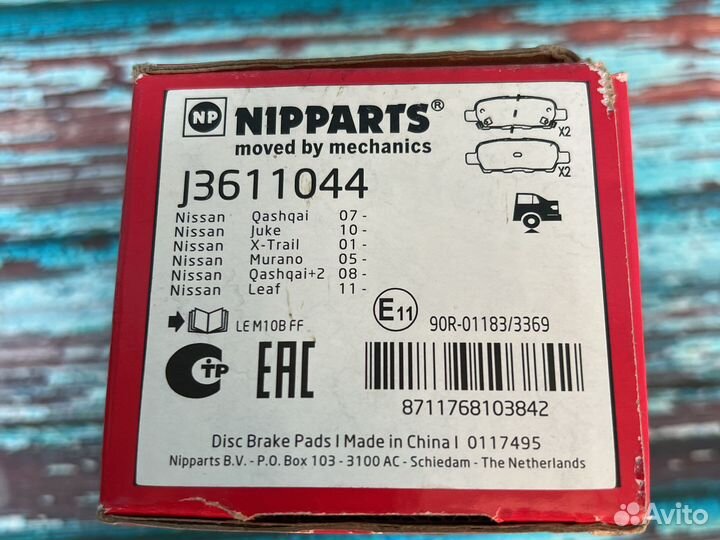 NP NIPPARTS®
moved by mechanics
X2
X2
J3611044
Nissan Qashqai 07 -
Nissan Juke 10 -
Nissan X-Trail 01 -
Nissan Murano 05 -
Nissan Qashqai+2 08 -
Nissan Leaf 11 -
LE M10B FF
E11
90R-01183/3369
CTP
EAC
8711768103842
Disc Brake Pads | Made in China | 0117495
Nipparts B.V. - P.O. Box 103 - 3100 AC - Schiedam - The Netherlands
Avito